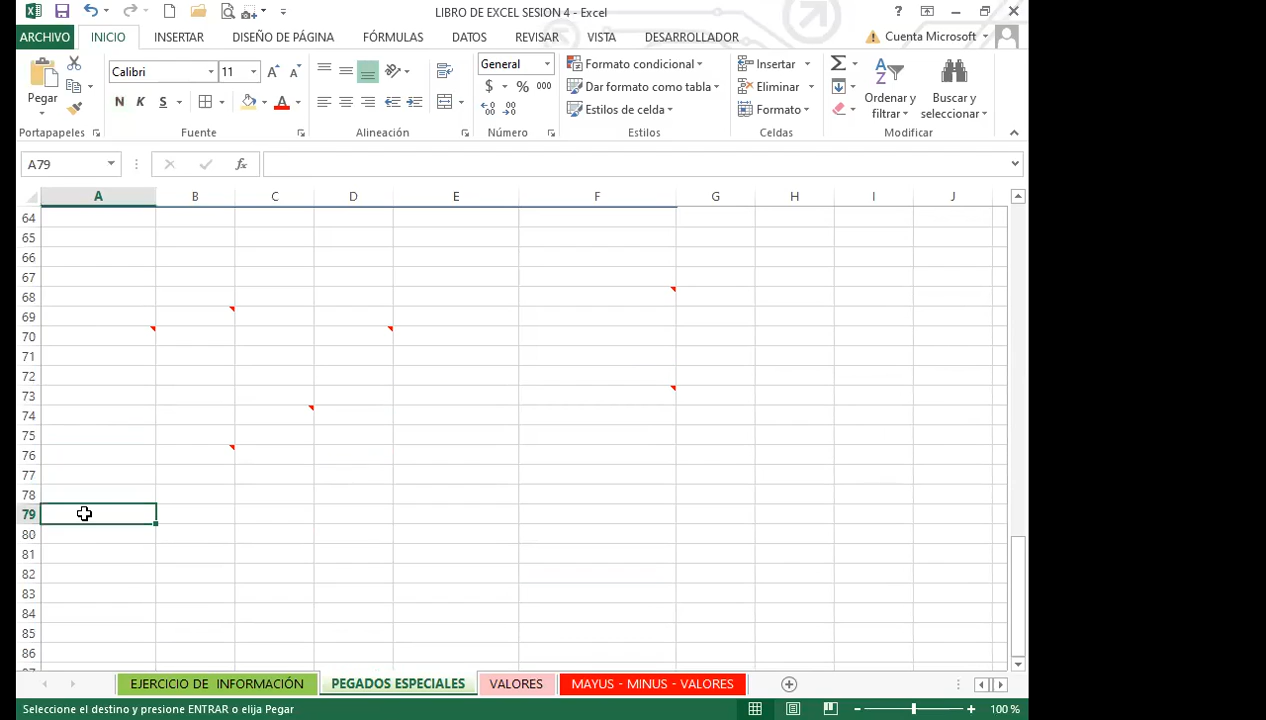 LIBRO DE EXCEL SESION 4 - Excel
?
ARCHIVO INICIO INSERTAR DISEÑO DE PÁGINA FÓRMULAS DATOS REVISAR VISTA DESARROLLADOR Cuenta Microsoft
Pegar
Calibri 11
N K S
General
$ % 000
Formato condicional
Dar formato como tabla
Estilos de celda
Insertar
Eliminar
Formato
Ordenar y filtrar
Buscar y seleccionar
Portapapeles Fuente Alineación Número Estilos Celdas Modificar
A79 fx
A B C D E F G H I J
64
65
66
67
68
69
70
71
72
73
74
75
76
77
78
79
80
81
82
83
84
85
86
87
EJERCICIO DE INFORMACIÓN PEGADOS ESPECIALES VALORES MAYUS - MINUS - VALORES
Seleccione el destino y presione ENTRAR o elija Pegar 100 %